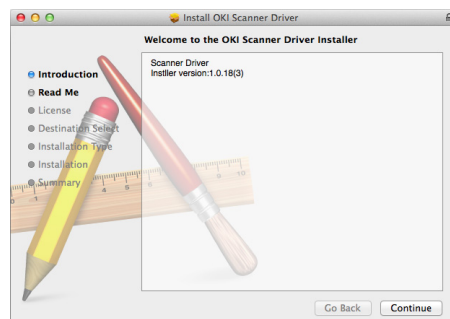 Install OKI Scanner Driver
Welcome to the OKI Scanner Driver Installer
Introduction
Read Me
License
Destination Select
Installation Type
Installation
Summary
Scanner Driver
Instller version:1.0.18(3)
Go Back
Continue